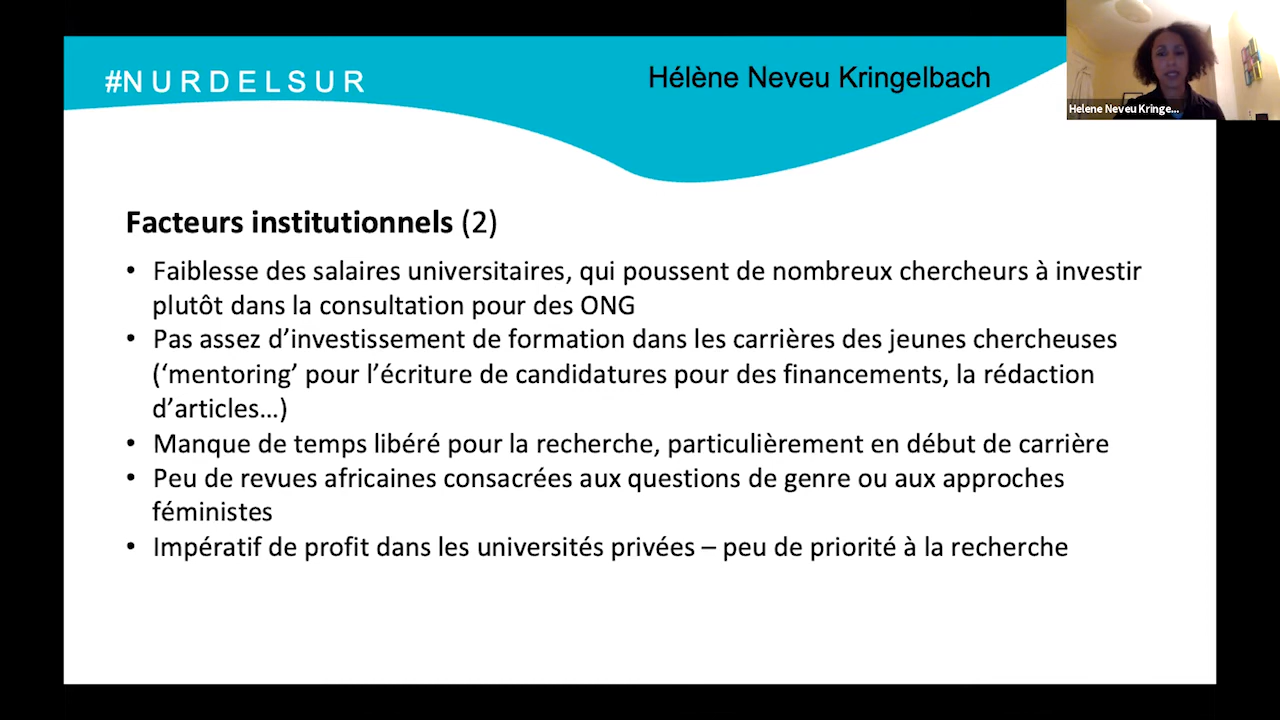 #NURDELSUR
Hélène Neveu Kringelbach
Helene Neveu Kringe...
Facteurs institutionnels (2)
• Faiblesse des salaires universitaires, qui poussent de nombreux chercheurs à investir
plutôt dans la consultation pour des ONG
• Pas assez d’investissement de formation dans les carrières des jeunes chercheuses
(‘mentoring’ pour l’écriture de candidatures pour des financements, la rédaction
d’articles…)
• Manque de temps libéré pour la recherche, particulièrement en début de carrière
• Peu de revues africaines consacrées aux questions de genre ou aux approches
féministes
• Impératif de profit dans les universités privées – peu de priorité à la recherche